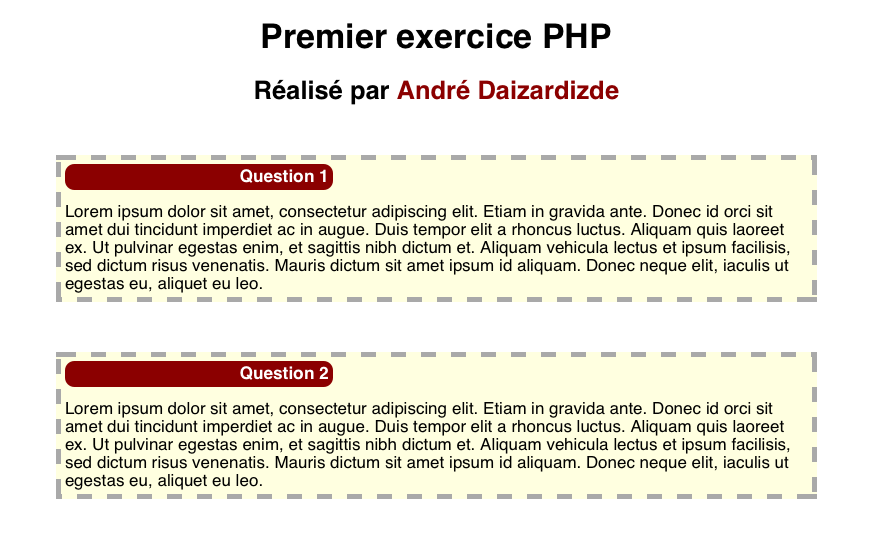 Premier exercice PHP
Réalisé par André Daizardizde
Question 1
Lorem ipsum dolor sit amet, consectetur adipiscing elit. Etiam in gravida ante. Donec id orci sit
amet dui tincidunt imperdiet ac in augue. Duis tempor elit a rhoncus luctus. Aliquam quis laoreet
ex. Ut pulvinar egestas enim, et sagittis nibh dictum et. Aliquam vehicula lectus et ipsum facilisis,
sed dictum risus venenatis. Mauris dictum sit amet ipsum id aliquam. Donec neque elit, iaculis ut
egestas eu, aliquet eu leo.
Question 2
Lorem ipsum dolor sit amet, consectetur adipiscing elit. Etiam in gravida ante. Donec id orci sit
amet dui tincidunt imperdiet ac in augue. Duis tempor elit a rhoncus luctus. Aliquam quis laoreet
ex. Ut pulvinar egestas enim, et sagittis nibh dictum et. Aliquam vehicula lectus et ipsum facilisis,
sed dictum risus venenatis. Mauris dictum sit amet ipsum id aliquam. Donec neque elit, iaculis ut
egestas eu, aliquet eu leo.